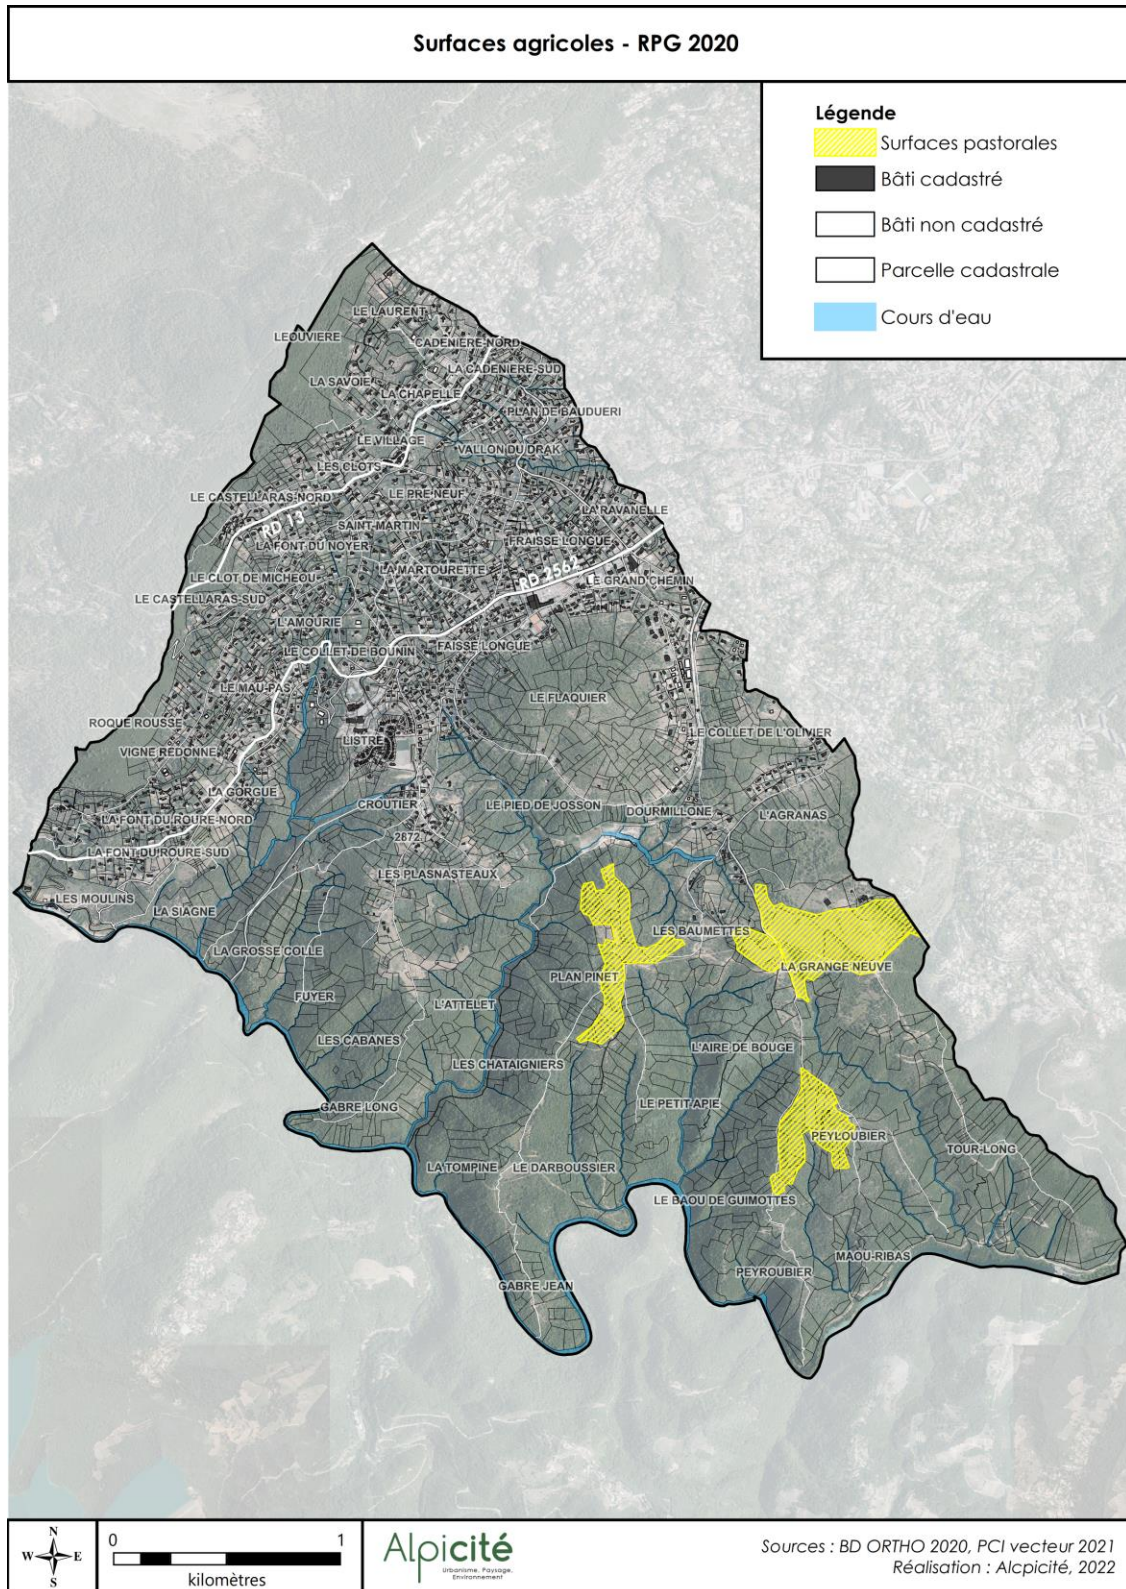 Surfaces agricoles - RPG 2020
Légende
Surfaces pastorales
Bâti cadastré
Bâti non cadastré
Parcelle cadastrale
Cours d'eau
LE LAURENT
LEOUVIERE
CADENIERE-NORD
LA CADENIERE-SUD
LA SAVOIE
LA CHAPELLE
PLAN DE BAUDUERI
LE VILLAGE
VALLON DU DRAK
LES CLOTS
LE CASTELLARAS-NORD
LE PRE NEUF
LA RAVANELLE
RD 13
SAINT-MARTIN
LA FONT DU NOYER
FRAISSE LONGUE
LA MARTOURETTE
RD 2562
LE CLOT DE MICHEOU
LE GRAND CHEMIN
LE CASTELLARAS-SUD
L'AMOURIE
LE COLLET DE BOUNIN
FAISSE LONGUE
LE MAU-PAS
LE FLAQUIER
ROQUE ROUSSE
LISTRE
LE COLLET DE L'OLIVIER
VIGNE REDONNE
LA GORGUE
CROUTIER
LE PIED DE JOSSON
DOURMILLONE
L'AGRANAS
LA FONT DU ROURE-NORD
2872
LA FONT DU ROURE-SUD
LES PLASNASTEAUX
LES MOULINS
LA SIAGNE
LES BAUMETTES
LA GROSSE COLLE
PLAN PINET
LA GRANGE NEUVE
FUYER
L'ATTELET
LES CABANES
L'AIRE DE BOUGE
LES CHATAIGNIERS
GABRE LONG
LE PETIT APIE
PEYLOUBIER
TOUR-LONG
LA TOMPINE
LE DARBOUSSIER
LE BAOU DE GUIMOTTES
MAOU-RIBAS
PEYROUBIER
GABRE JEAN
N
W E
S
0 1
kilomètres
Alpicité
Urbanisme, Paysage,
Environnement
Sources : BD ORTHO 2020, PCI vecteur 2021
Réalisation : Alcpicité, 2022